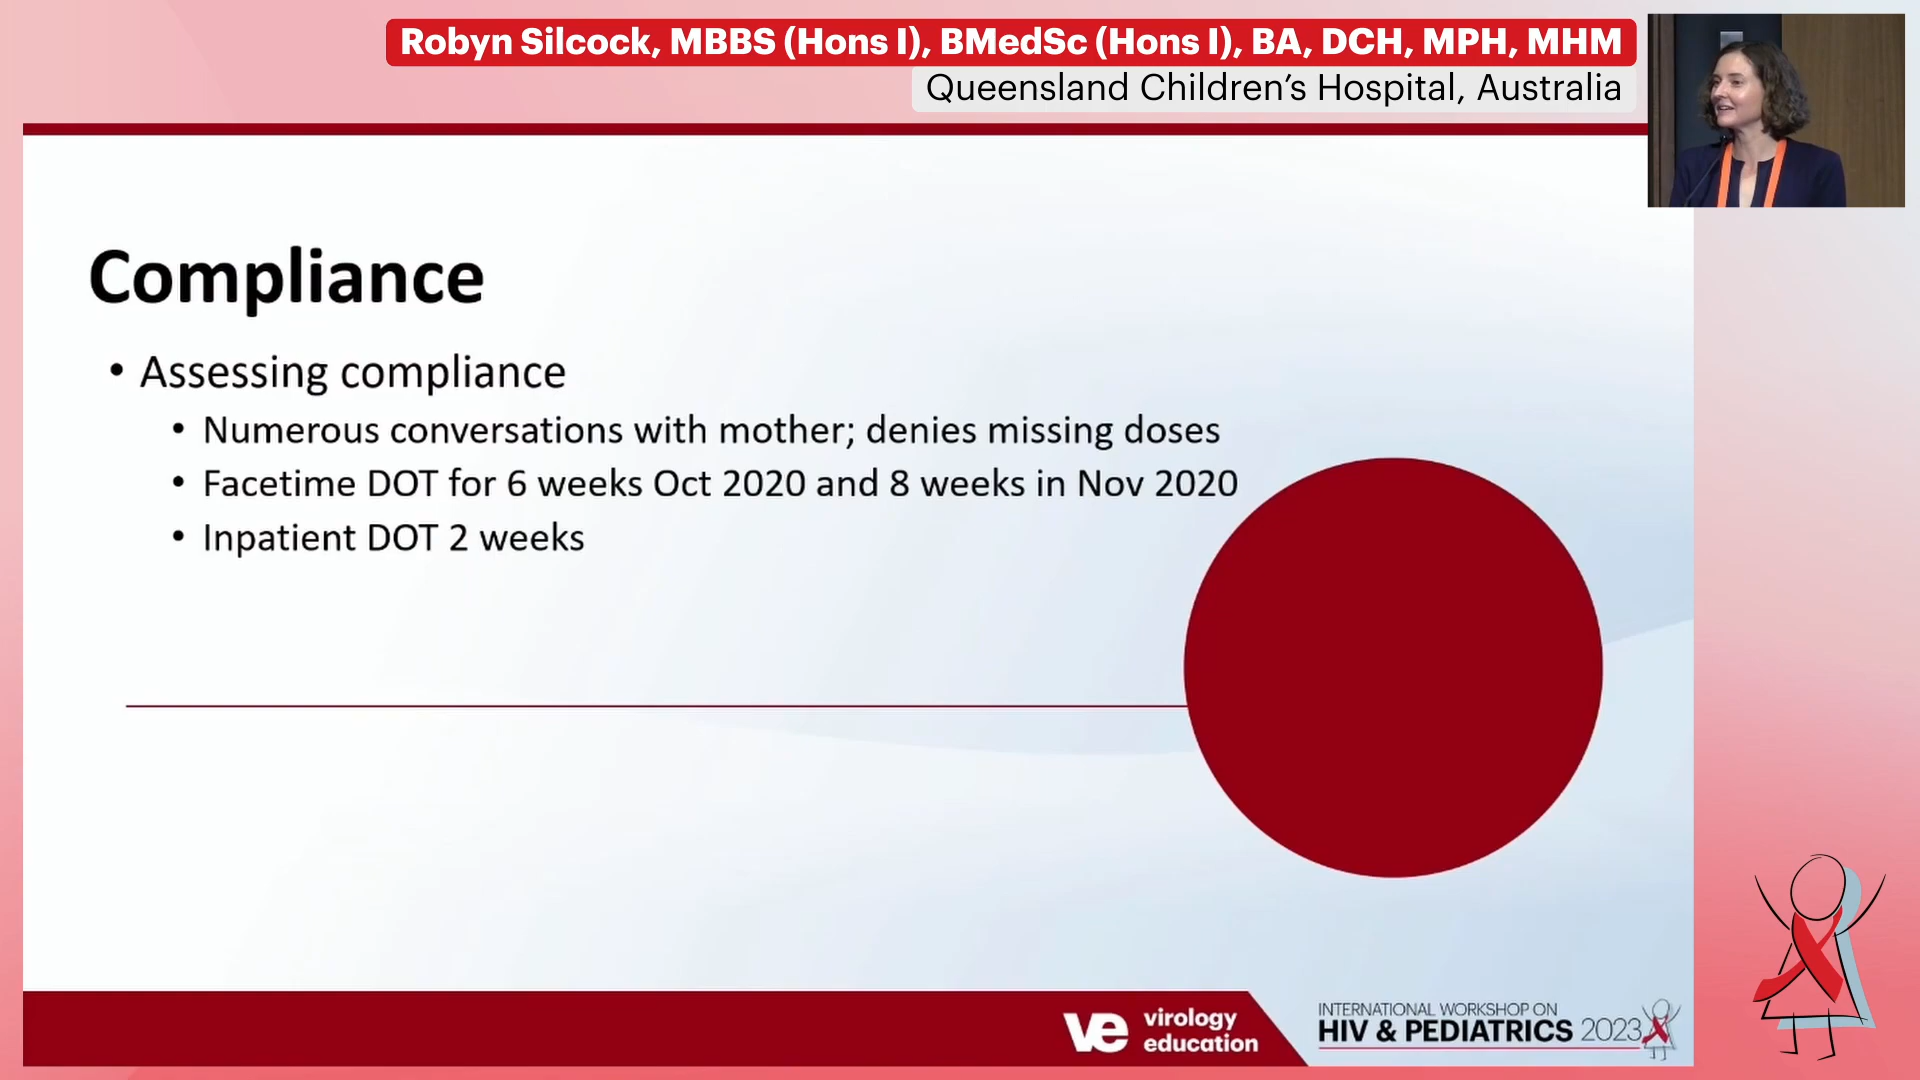 Robyn Silcock, MBBS (Hons I), BMedSc (Hons I), BA, DCH, MPH, MHM
Queensland Children's Hospital, Australia
Compliance
• Assessing compliance
• Numerous conversations with mother; denies missing doses
• Facetime DOT for 6 weeks Oct 2020 and 8 weeks in Nov 2020
• Inpatient DOT 2 weeks
ve virology
education
INTERNATIONAL WORKSHOP ON
HIV & PEDIATRICS 2023